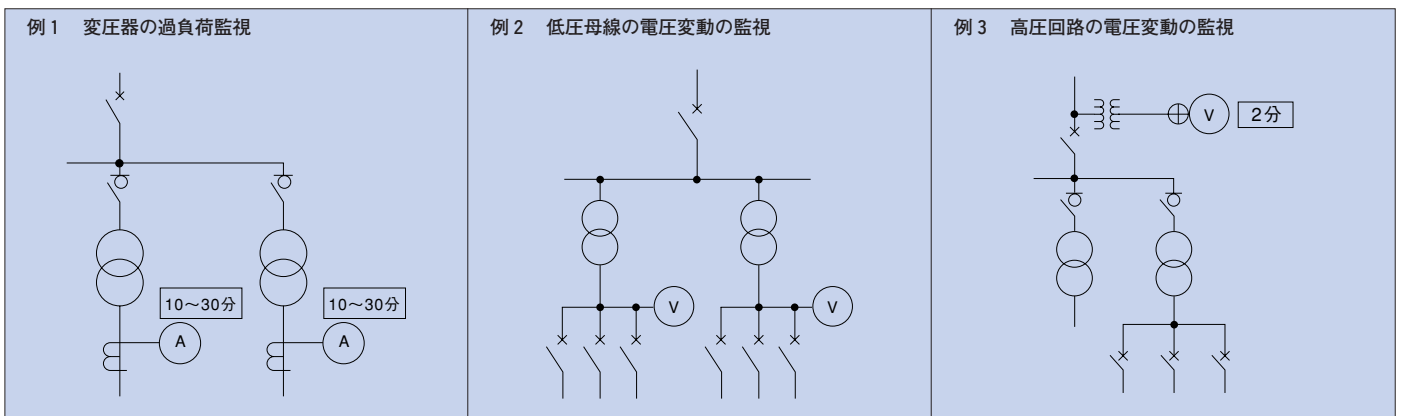 例1 変圧器の過負荷監視
10～30分
10～30分
A
A
例2 低圧母線の電圧変動の監視
V
V
例3 高圧回路の電圧変動の監視
V
2分